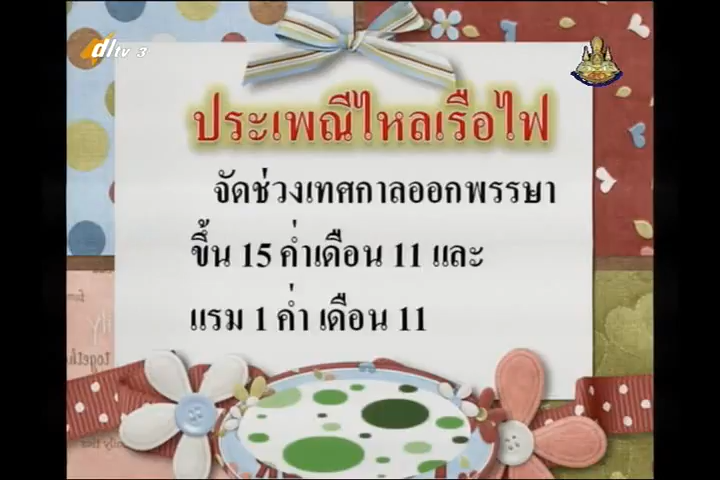 dltv 3
ประเพณีไหลเรือไฟ
จัดช่วงเทศกาลออกพรรษา
ขึ้น 15 ค่ำเดือน 11 และ
แรม 1 ค่ำ เดือน 11